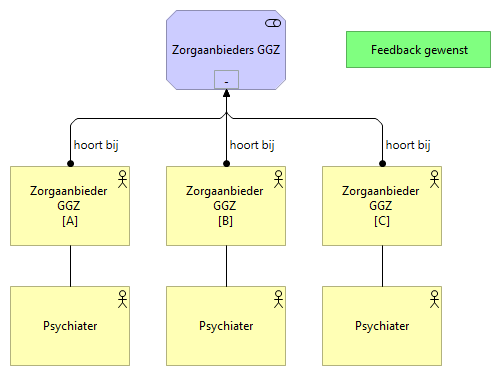 Zorgaanbieders GGZ
-
Feedback gewenst
hoort bij
hoort bij
hoort bij
Zorgaanbieder
GGZ
[A]
Zorgaanbieder
GGZ
[B]
Zorgaanbieder
GGZ
[C]
Psychiater
Psychiater
Psychiater